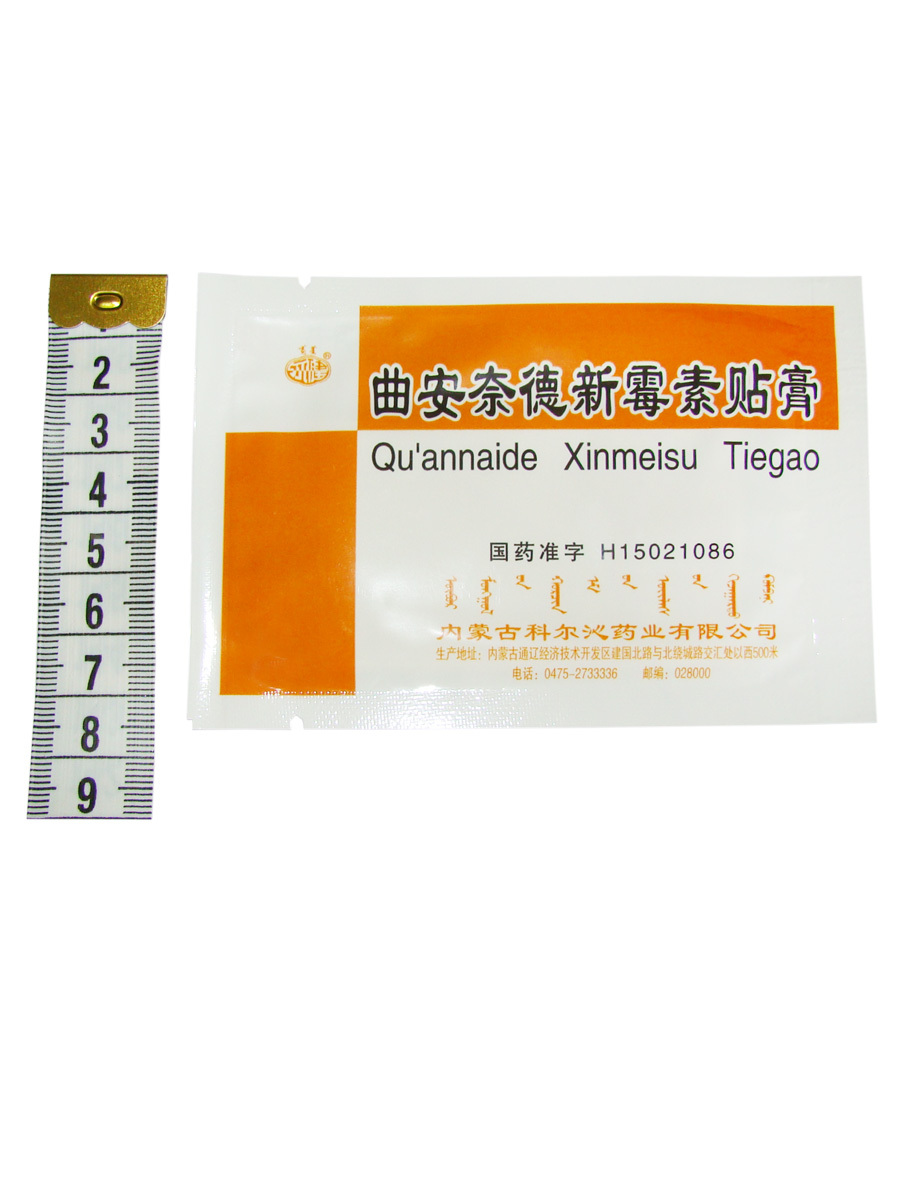 2
3
4
5
6
7
8
9
®
曲安奈德新霉素贴膏
Qu'annaide Xinmeisu Tiegao
国药准字 H15021086
内蒙古科尔沁药业有限公司
生产地址：内蒙古通辽经济技术开发区建国北路与北绕城路交汇处以西500米
电话：0475-2733336 邮编：028000